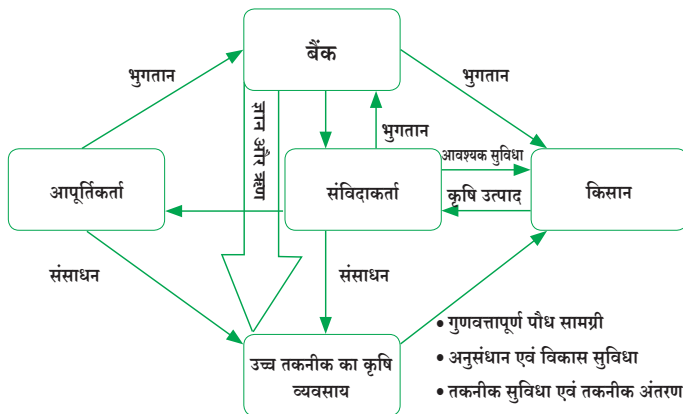 बैंक
भुगतान
भुगतान
ज्ञान और ऋण
भुगतान
आवश्यक सुविधा
आपूर्तिकर्ता
संविदाकर्ता
कृषि उत्पाद
किसान
संसाधन
संसाधन
उच्च तकनीक का कृषि
व्यवसाय
• गुणवत्तापूर्ण पौध सामग्री
• अनुसंधान एवं विकास सुविधा
• तकनीक सुविधा एवं तकनीक अंतरण